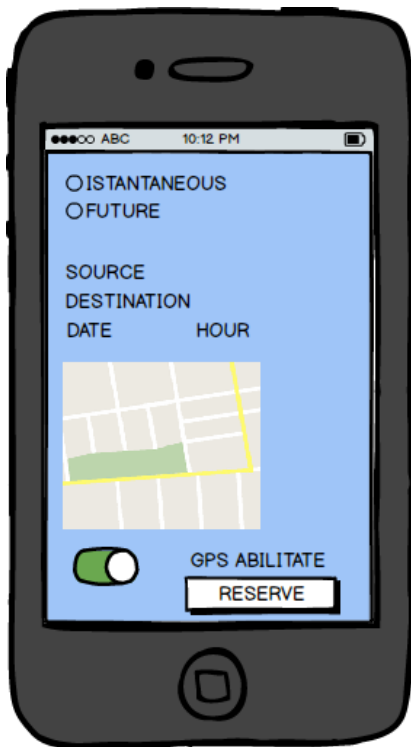 ABC 10:12 PM
ISTANTANEOUS
FUTURE
SOURCE
DESTINATION
DATE HOUR
GPS ABILITATE
RESERVE